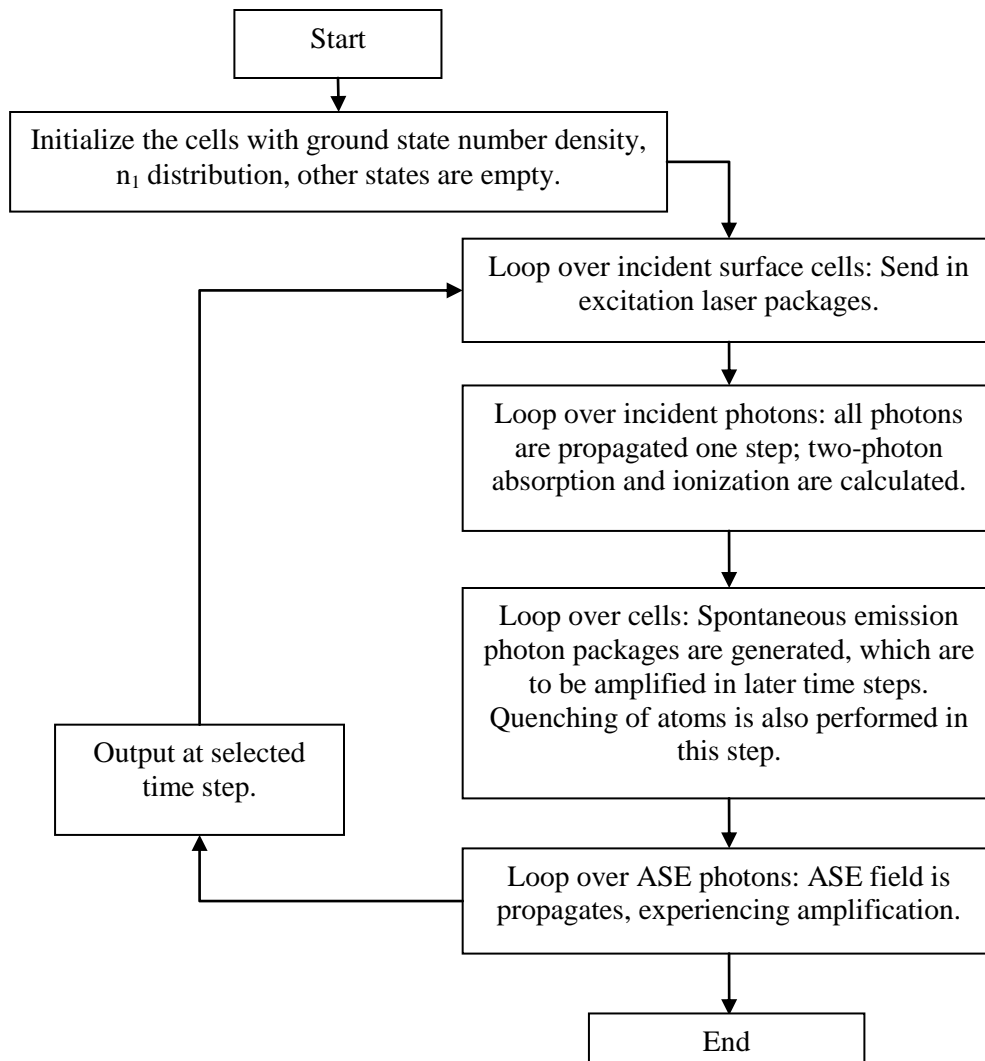 Start
Initialize the cells with ground state number density,
n₁ distribution, other states are empty.
Loop over incident surface cells: Send in
excitation laser packages.
Loop over incident photons: all photons
are propagated one step; two-photon
absorption and ionization are calculated.
Loop over cells: Spontaneous emission
photon packages are generated, which are
to be amplified in later time steps.
Quenching of atoms is also performed in
this step.
Output at selected
time step.
Loop over ASE photons: ASE field is
propagates, experiencing amplification.
End